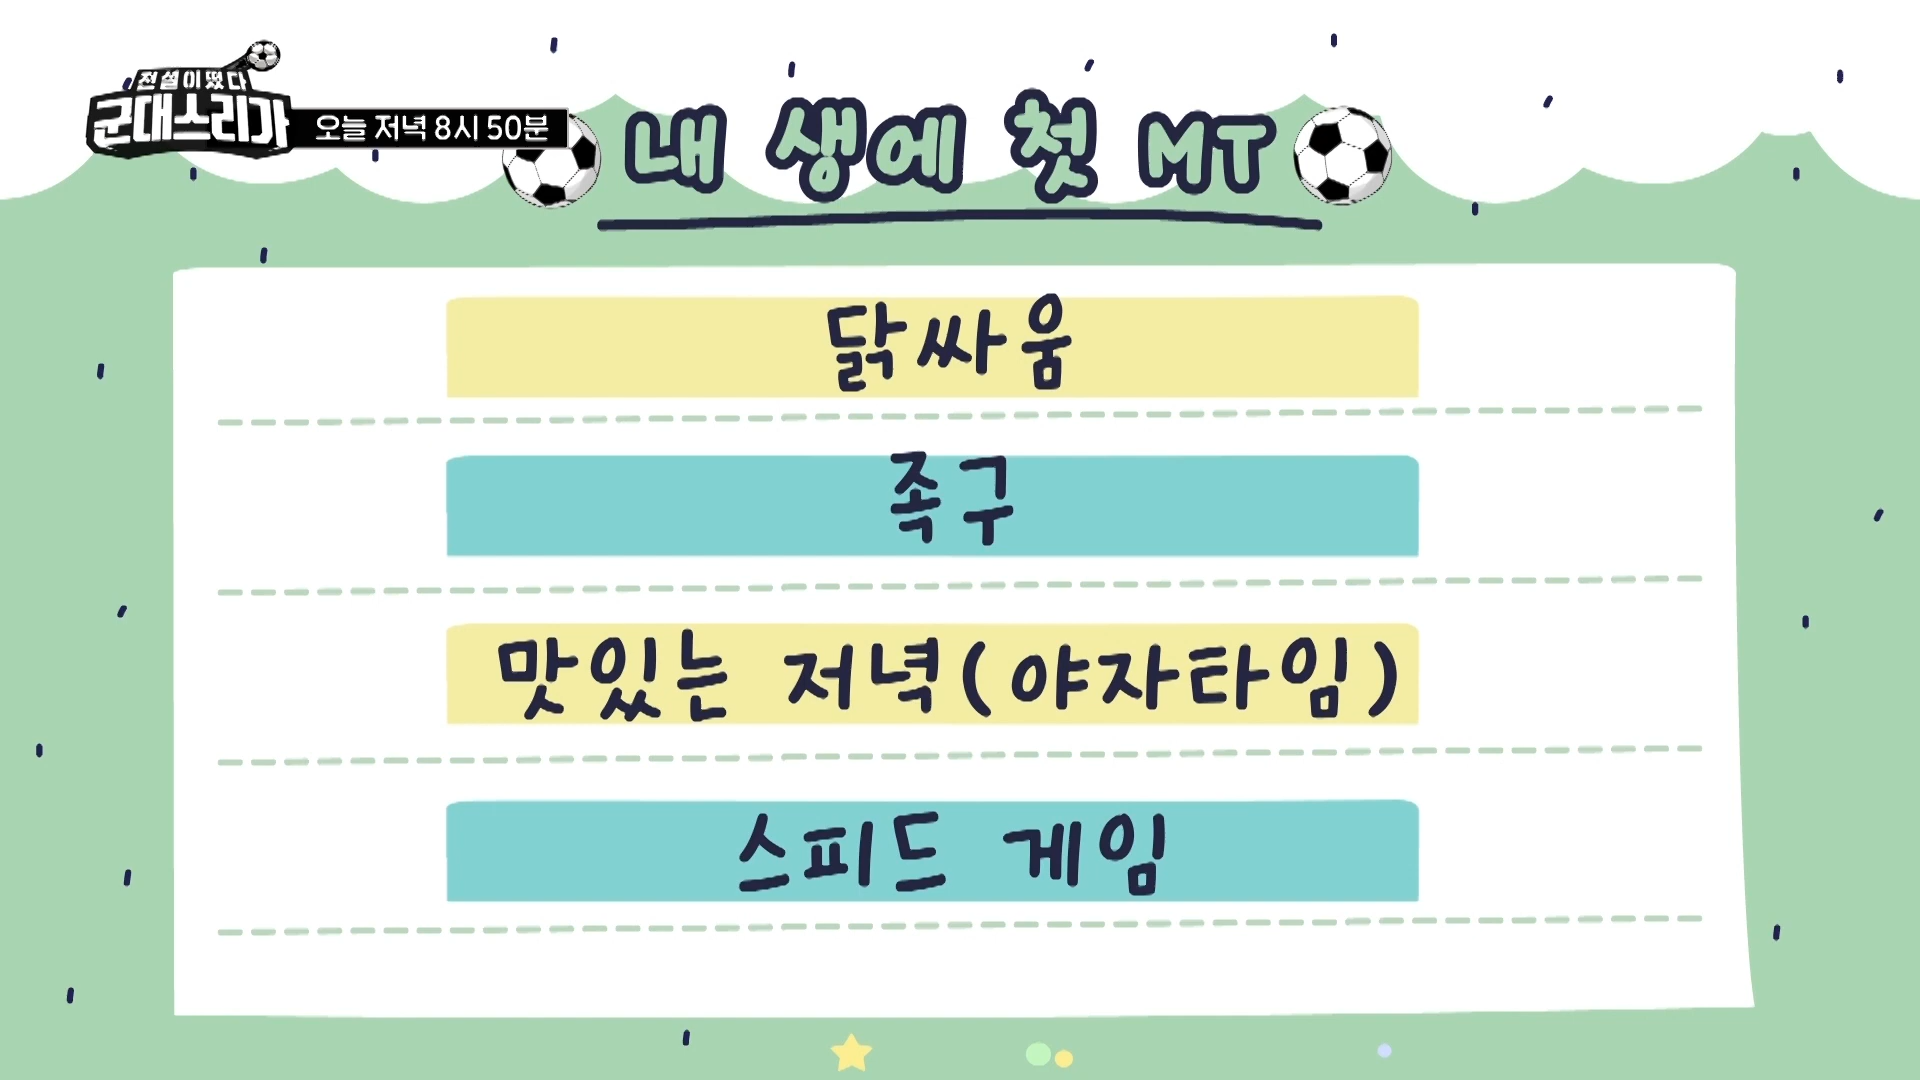 전설이떴다
군대스리가
오늘 저녁 8시 50분
내 생에 첫 MT
닭싸움
족구
맛있는 저녁(야자타임)
스피드 게임